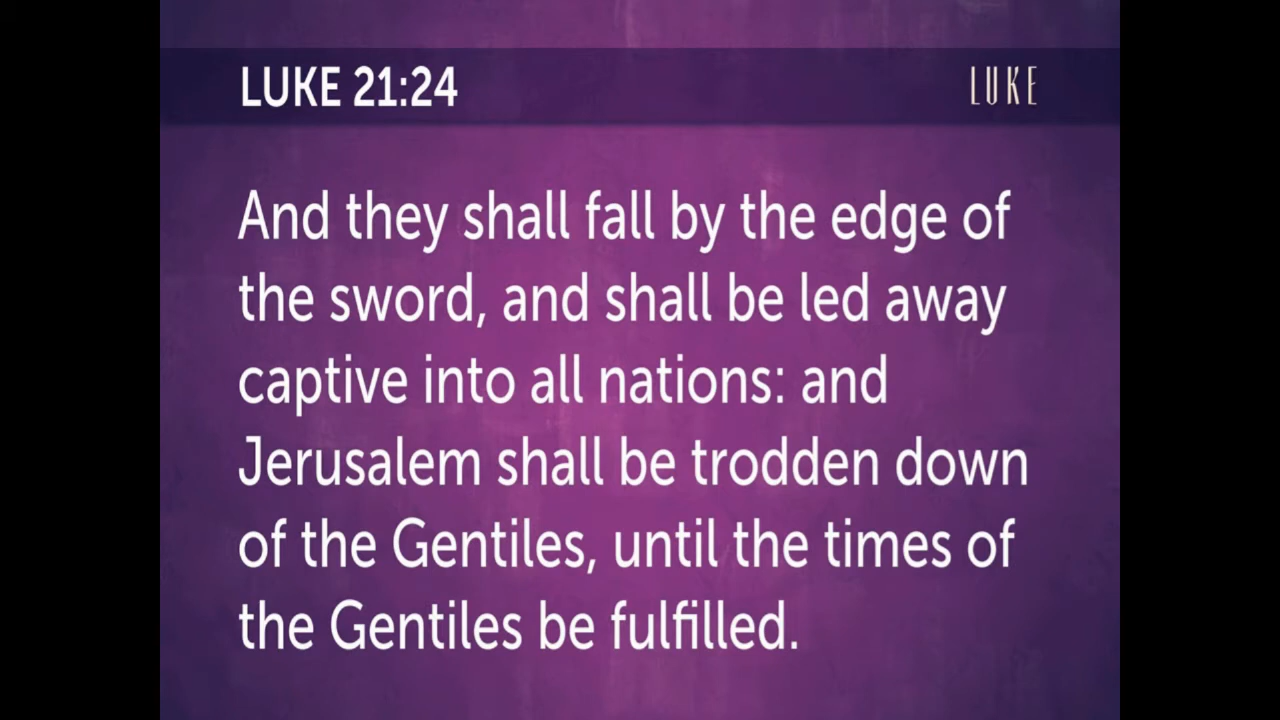 LUKE 21:24
LUKE
And they shall fall by the edge of
the sword, and shall be led away
captive into all nations: and
Jerusalem shall be trodden down
of the Gentiles, until the times of
the Gentiles be fulfilled.